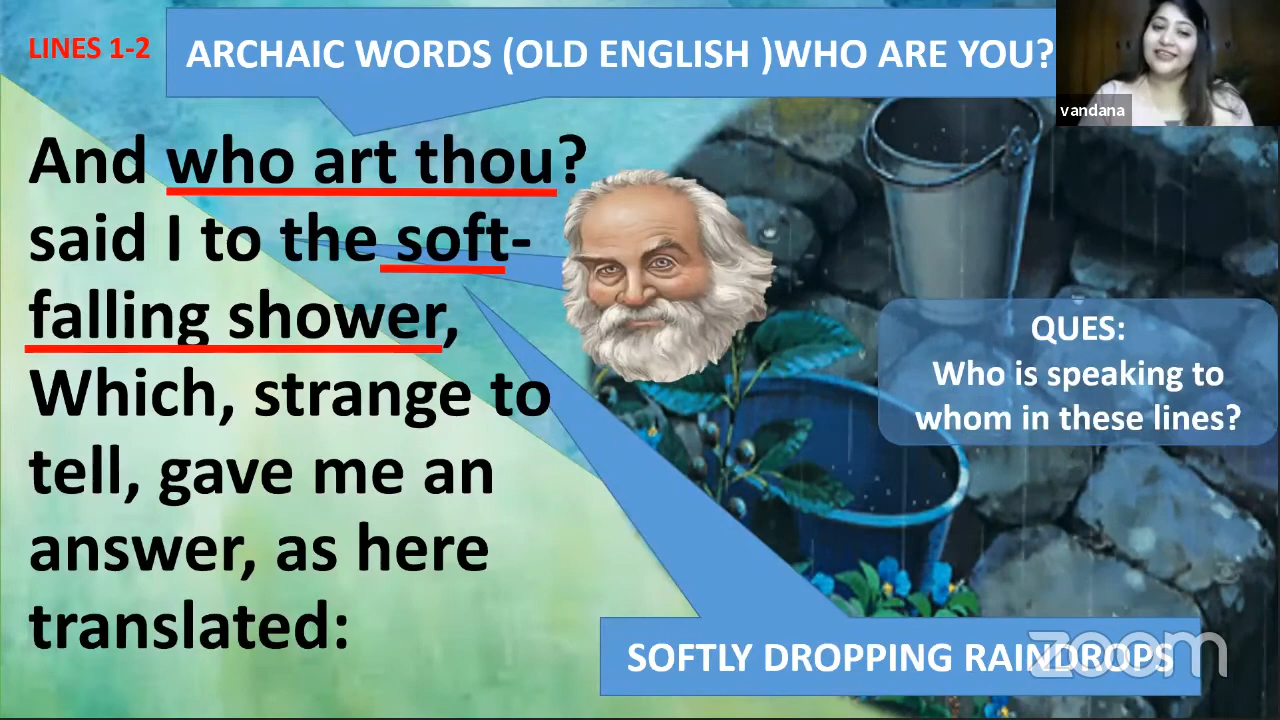 LINES 1-2
ARCHAIC WORDS (OLD ENGLISH )WHO ARE YOU?
vandana
And who art thou?
said I to the soft-
falling shower,
Which, strange to
tell, gave me an
answer, as here
translated:
QUES:
Who is speaking to
whom in these lines?
SOFTLY DROPPING RAINDROPS
zoom